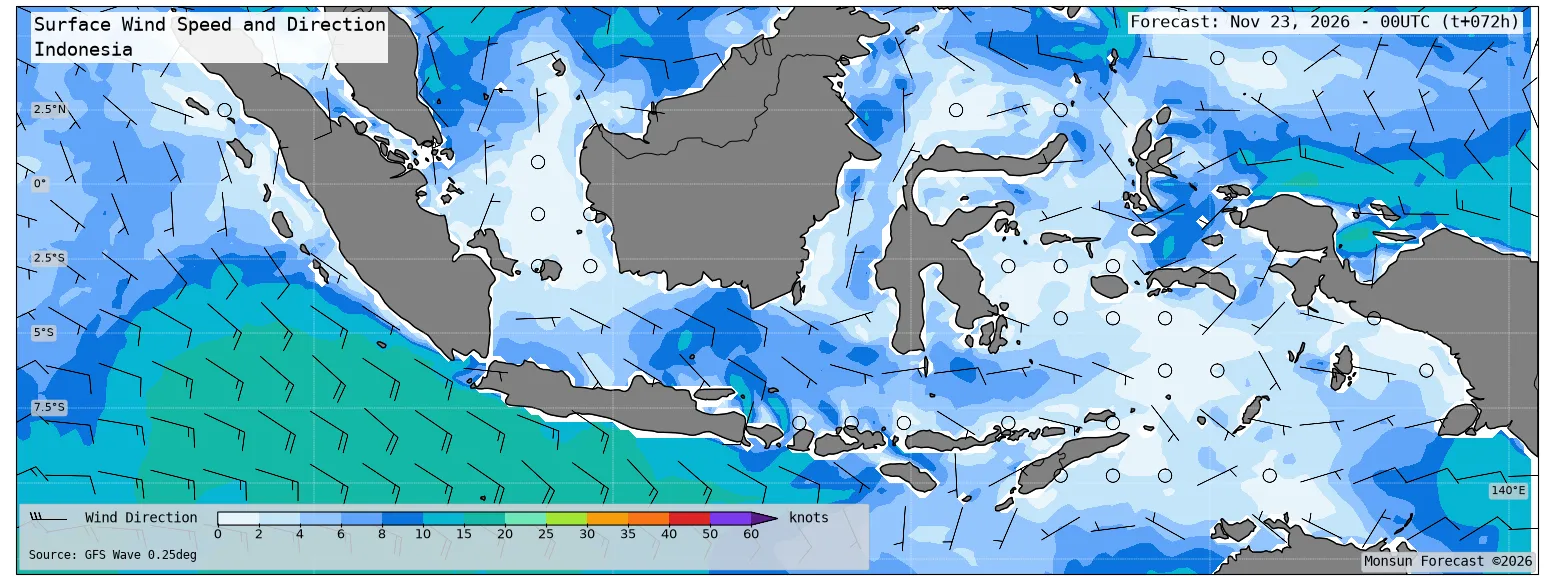 Surface Wind Speed and Direction
Indonesia
Forecast: Nov 23, 2026 - 00UTC (t+072h)
2.5°N
0°
2.5°S
5°S
7.5°S
140°E
Wind Direction
0 2 4 6 8 10 15 20 25 30 35 40 50 60
knots
Source: GFS Wave 0.25deg
Monsun Forecast ©2026